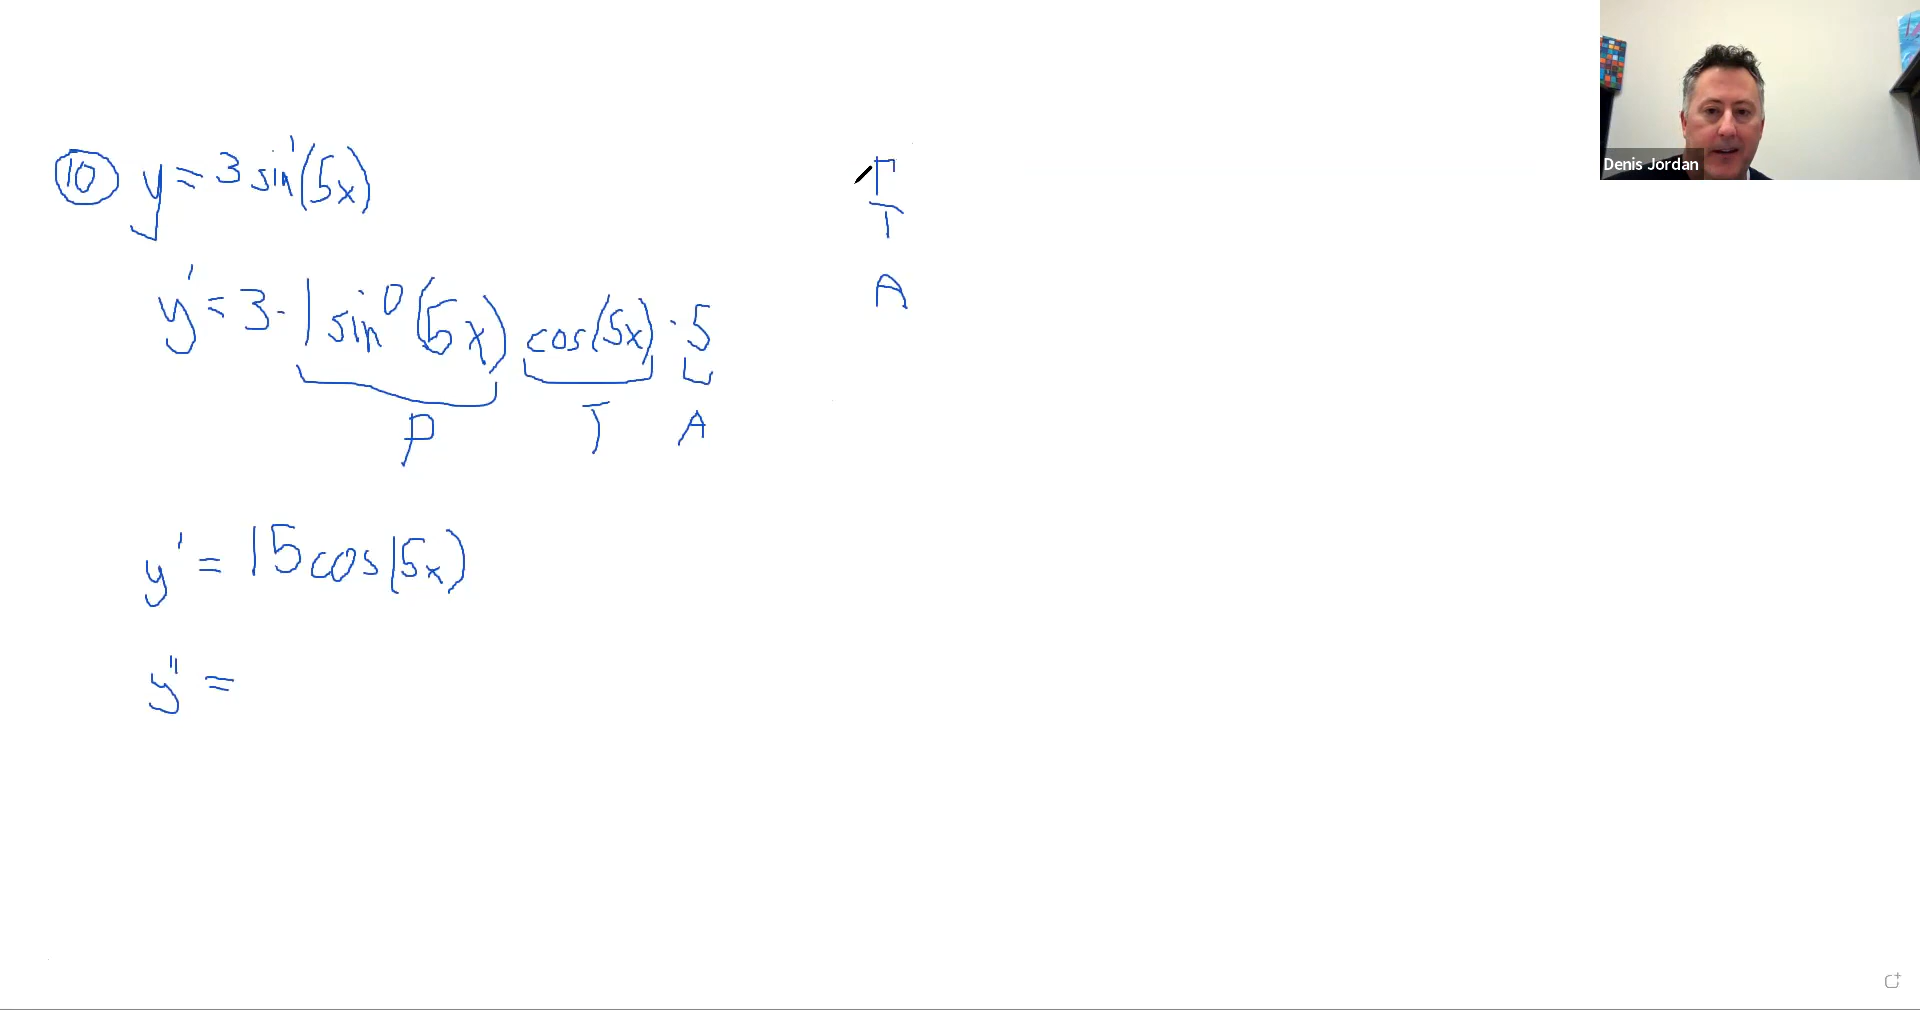 10 y = 3 sin¹(5x)
y' = 3 · 1 sin⁰(5x) cos(5x) · 5
P T A
y' = 15 cos(5x)
y'' =
P
T
A
Denis Jordan